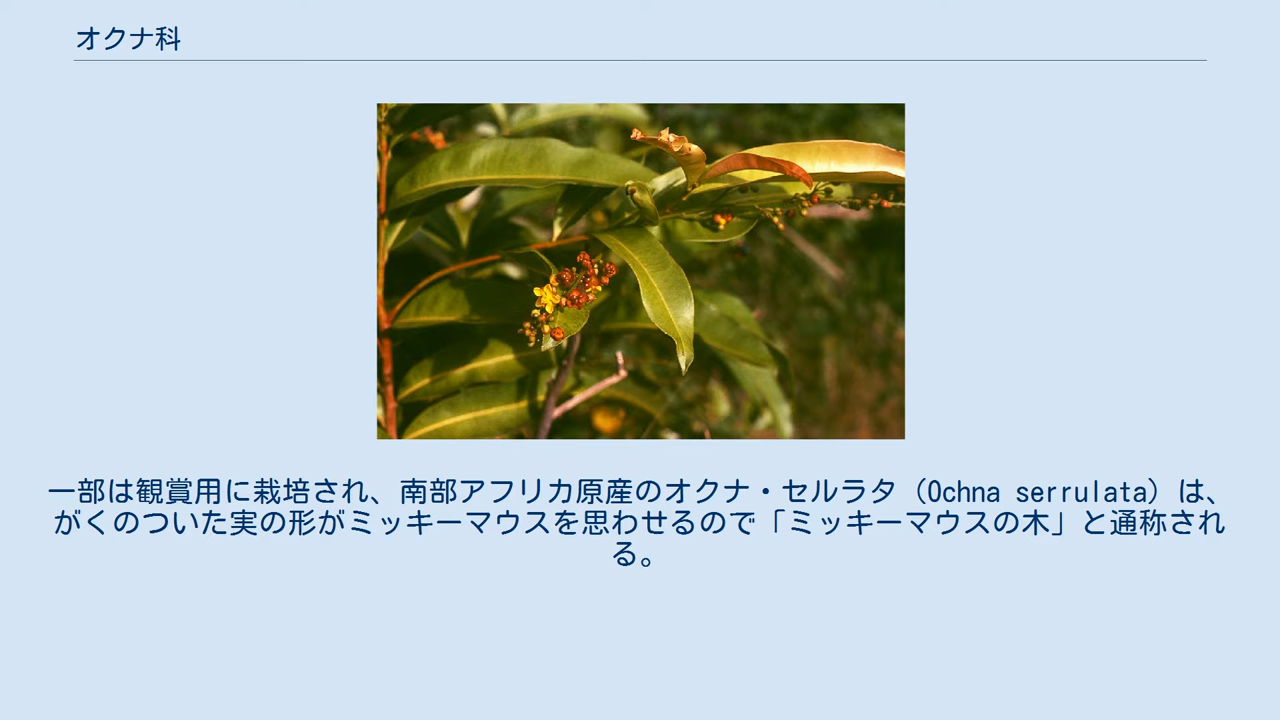 オクナ科
一部は観賞用に栽培され、南部アフリカ原産のオクナ・セルラタ（Ochna serrulata）は、
がくのついた実の形がミッキーマウスを思わせるので「ミッキーマウスの木」と通称され
る。